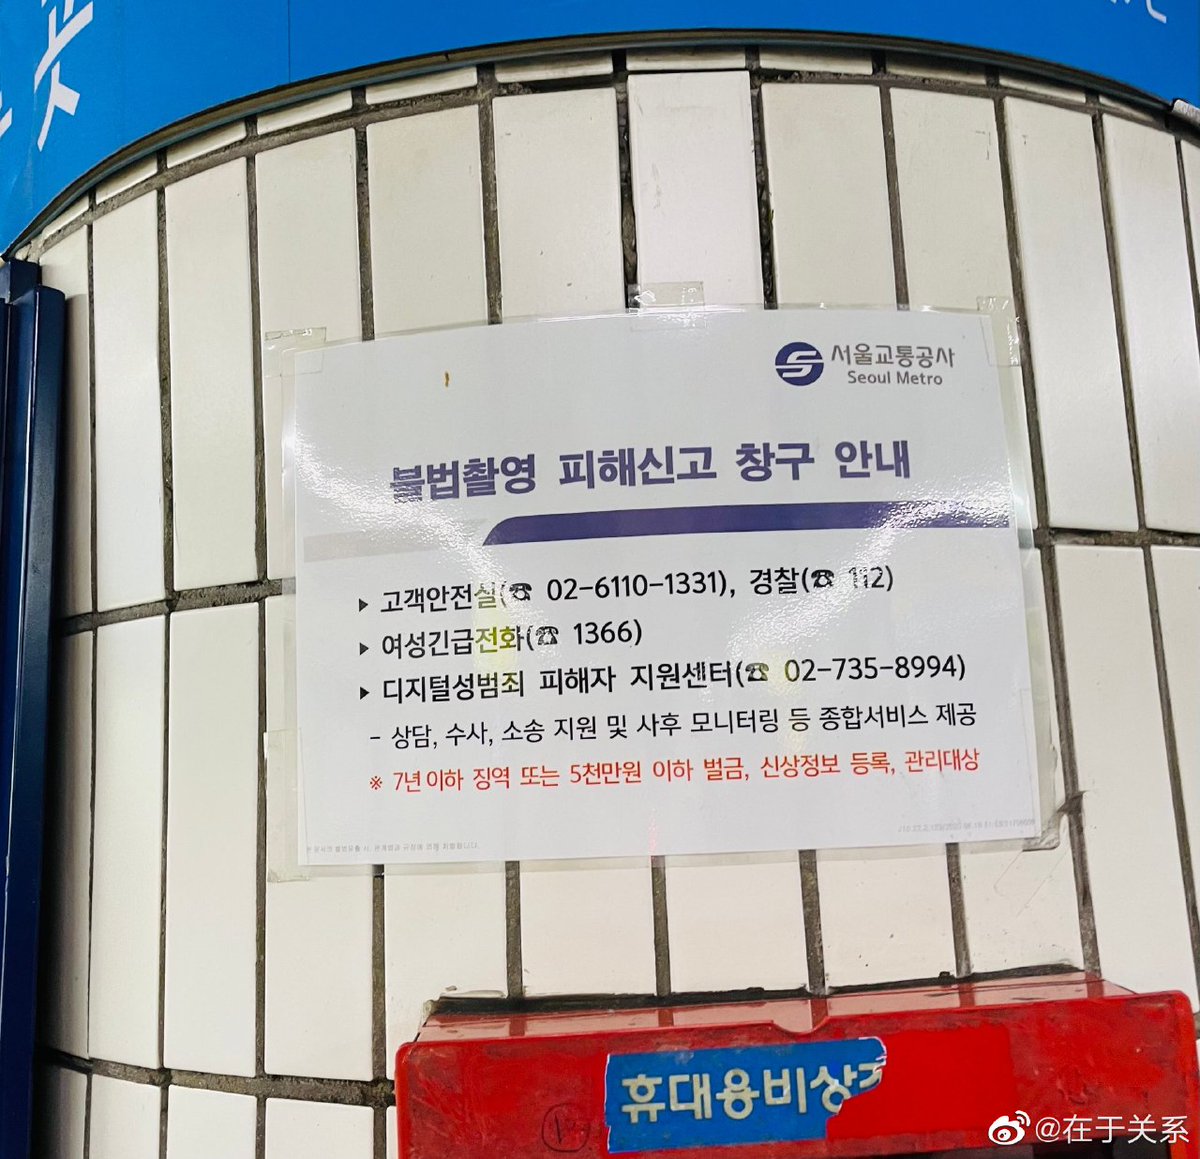 서울교통공사
Seoul Metro
불법촬영 피해신고 창구 안내
▸ 고객안전실(☎ 02-6110-1331), 경찰(☎ 112)
▸ 여성긴급전화(☎ 1366)
▸ 디지털성범죄 피해자 지원센터(☎ 02-735-8994)
- 상담, 수사, 소송 지원 및 사후 모니터링 등 종합서비스 제공
※ 7년 이하 징역 또는 5천만원 이하 벌금, 신상정보 등록, 관리대상
휴대용비상
@在于关系